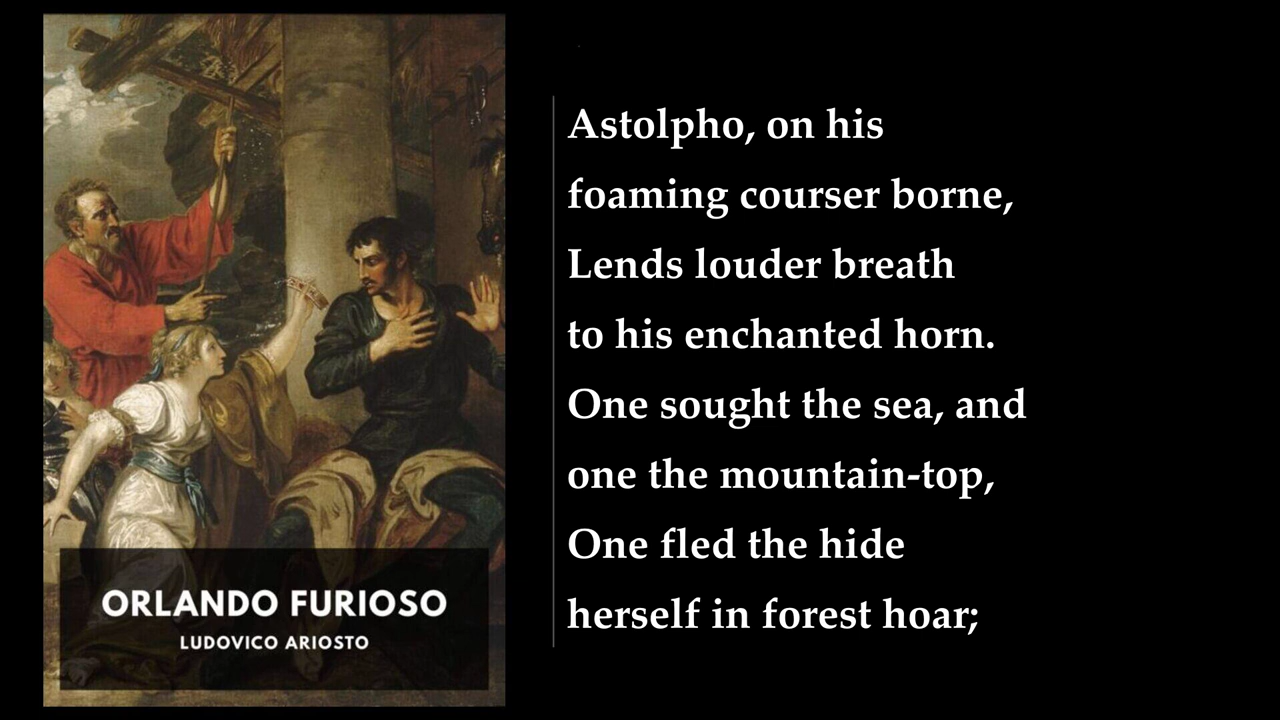 ORLANDO FURIOSO
LUDOVICO ARIOSTO
Astolpho, on his
foaming courser borne,
Lends louder breath
to his enchanted horn.
One sought the sea, and
one the mountain-top,
One fled the hide
herself in forest hoar;